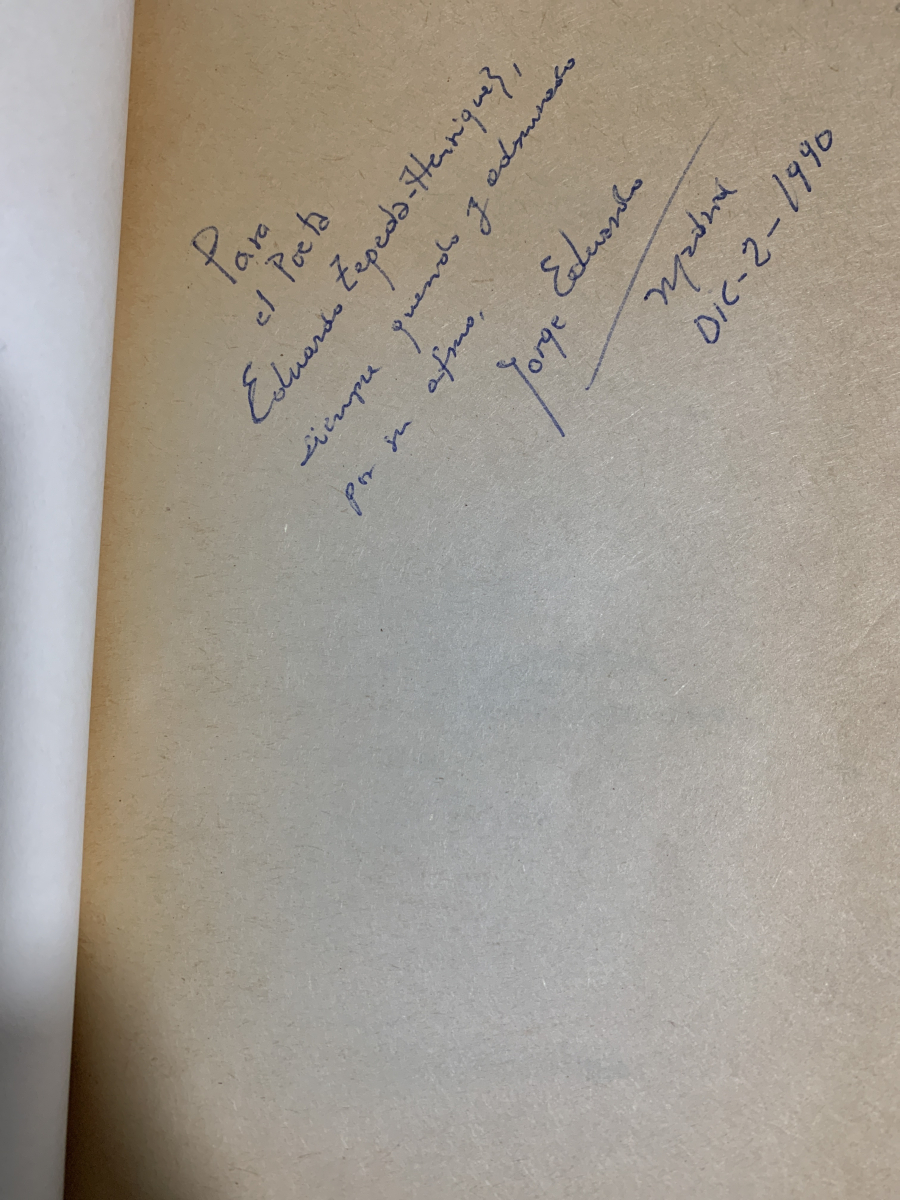 Para
el Poeta
Eduardo Zepeda-Henríquez,
siempre querido y admirado
por su afmo.
Jorge Eduardo
Madrid
Dic-2-1990